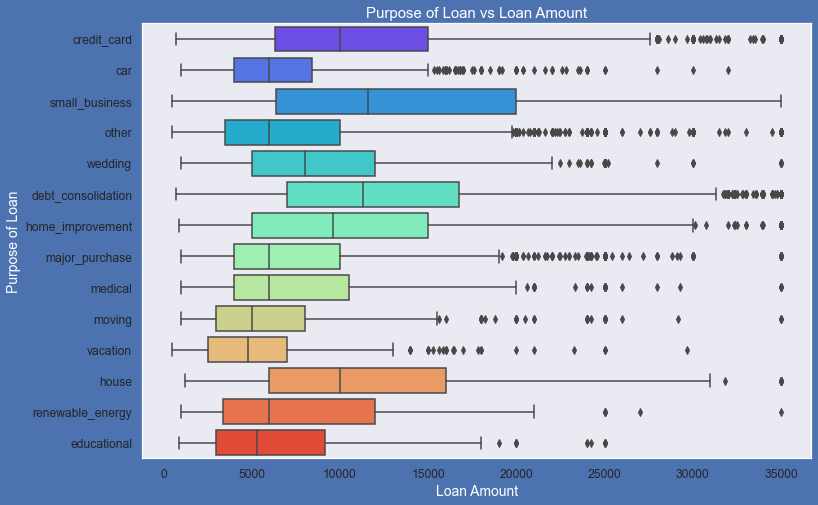 Purpose of Loan vs Loan Amount
Purpose of Loan
credit_card
car
small_business
other
wedding
debt_consolidation
home_improvement
major_purchase
medical
moving
vacation
house
renewable_energy
educational
0 5000 10000 15000 20000 25000 30000 35000
Loan Amount